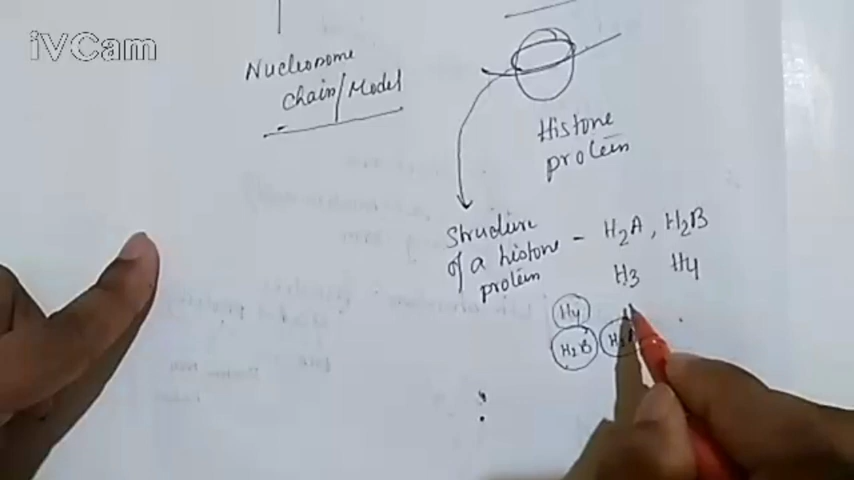 iVCam
Nucleosome
chain/Model
Histone
protein
Structure
of a histone
protein
- H2A, H2B
H3 H4
H4
H2B